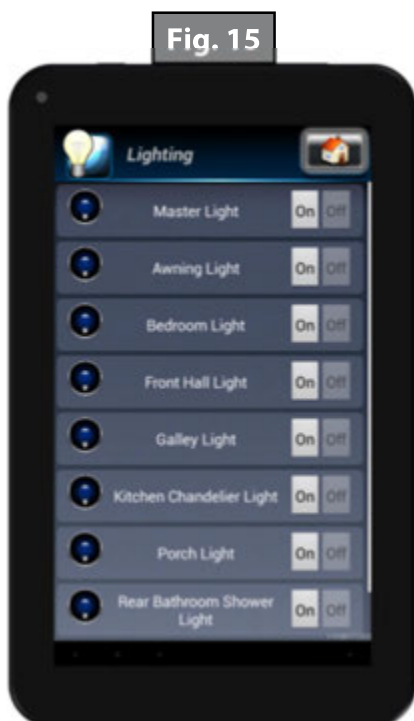 Fig. 15
Lighting
Master Light On Off
Awning Light On Off
Bedroom Light On Off
Front Hall Light On Off
Galley Light On Off
Kitchen Chandelier Light On Off
Porch Light On Off
Rear Bathroom Shower
Light On Off